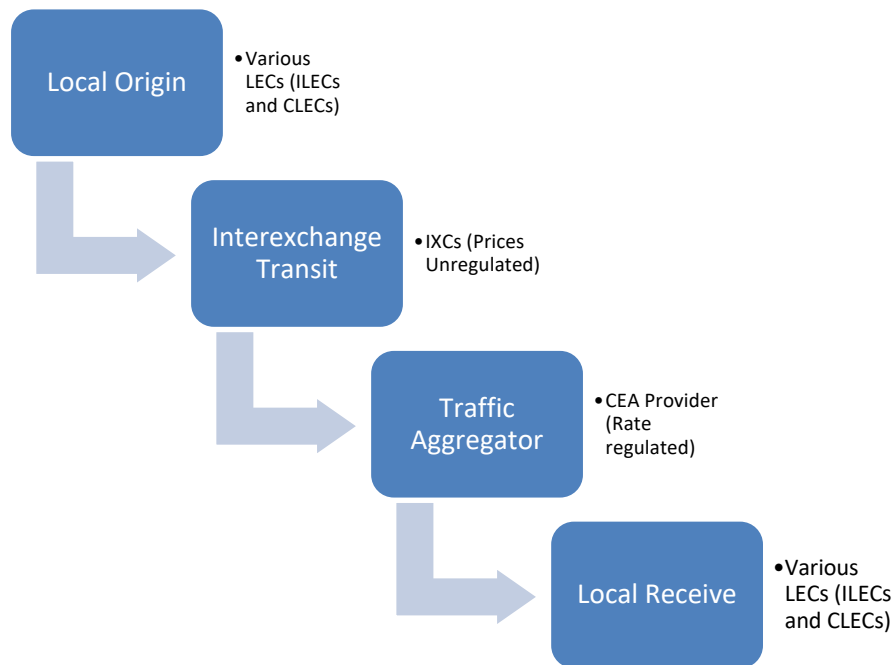 Local Origin
•Various
LECs (ILECs
and CLECs)
Interexchange
Transit
•IXCs (Prices
Unregulated)
Traffic
Aggregator
•CEA Provider
(Rate
regulated)
Local Receive
•Various
LECs (ILECs
and CLECs)